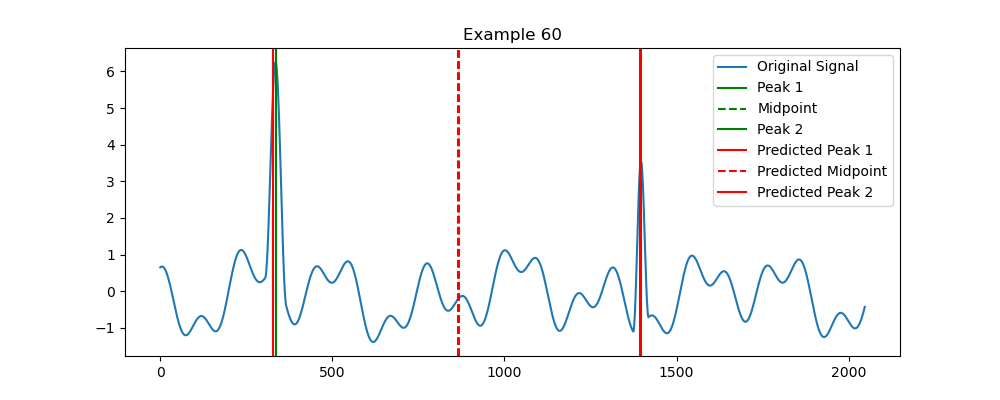 Example 60
6
5
4
3
2
1
0
−1
0
500
1000
1500
2000
Original Signal
Peak 1
Midpoint
Peak 2
Predicted Peak 1
Predicted Midpoint
Predicted Peak 2